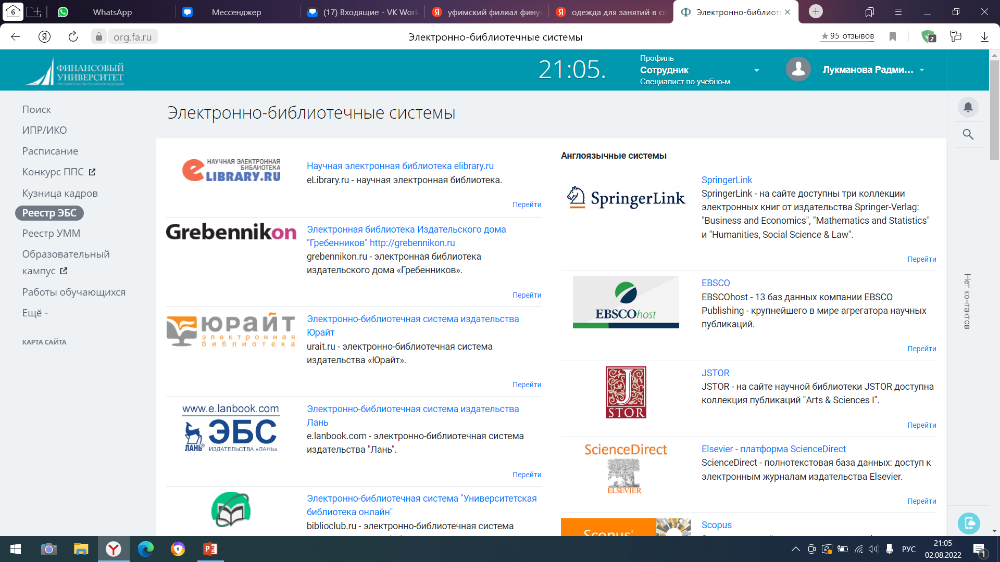 6
WhatsApp
Мессенджер
(17) Входящие - VK Work
уфимский филиал финун
одежда для занятий в сп
Электронно-библиоте
org.fa.ru
Электронно-библиотечные системы
95 отзывов
2
ФИНАНСОВЫЙ
УНИВЕРСИТЕТ
ПРИ ПРАВИТЕЛЬСТВЕ РОССИЙСКОЙ ФЕДЕРАЦИИ
21:05.
Профиль
Сотрудник
Специалист по учебно-м...
Лукманова Радми...
Поиск
ИПР/ИКО
Расписание
Конкурс ППС
Кузница кадров
Реестр ЭБС
Реестр УММ
Образовательный
кампус
Работы обучающихся
Ещё
КАРТА САЙТА
Электронно-библиотечные системы
НАУЧНАЯ ЭЛЕКТРОННАЯ
БИБЛИОТЕКА
eLIBRARY.RU
Научная электронная библиотека elibrary.ru
eLibrary.ru - научная электронная библиотека.
Перейти
Grebennikon
Электронная библиотека Издательского дома
"Гребенников" http://grebennikon.ru
grebennikon.ru - электронная библиотека
издательского дома «Гребенников».
Перейти
юрайт
электронная
библиотека
Электронно-библиотечная система издательства
Юрайт
urait.ru - электронно-библиотечная система
издательства «Юрайт».
Перейти
www.e.lanbook.com
ЭБС
ЛАНЬ®
ИЗДАТЕЛЬСТВА «ЛАНЬ»
Электронно-библиотечная система издательства
Лань
e.lanbook.com - электронно-библиотечная система
издательства "Лань".
Перейти
Электронно-библиотечная система "Университетская
библиотека онлайн"
biblioclub.ru - электронно-библиотечная система
Англоязычные системы
SpringerLink
SpringerLink
SpringerLink - на сайте доступны три коллекции
электронных книг от издательства Springer-Verlag:
"Business and Economics", "Mathematics and Statistics"
и "Humanities, Social Science & Law".
Перейти
EBSCOhost
EBSCO
EBSCOhost - 13 баз данных компании EBSCO
Publishing - крупнейшего в мире агрегатора научных
публикаций.
Перейти
J
STOR
JSTOR
JSTOR - на сайте научной библиотеки JSTOR доступна
коллекция публикаций "Arts & Sciences I".
Перейти
ScienceDirect
ELSEVIER
Elsevier - платформа ScienceDirect
ScienceDirect - полнотекстовая база данных: доступ к
электронным журналам издательства Elsevier.
Перейти
Scopus®
Scopus
Нет контактов
РУС
21:05
02.08.2022
1